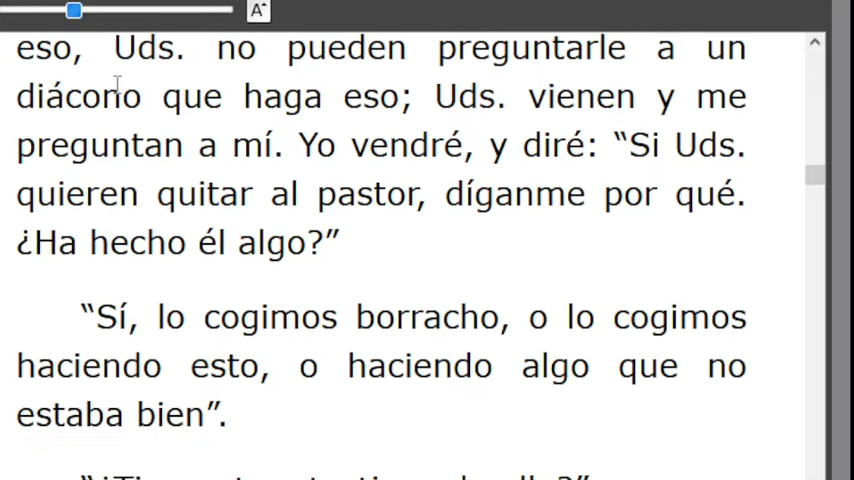 A
eso, Uds. no pueden preguntarle a un
diácono que haga eso; Uds. vienen y me
preguntan a mí. Yo vendré, y diré: “Si Uds.
quieren quitar al pastor, díganme por qué.
¿Ha hecho él algo?”
“Sí, lo cogimos borracho, o lo cogimos
haciendo esto, o haciendo algo que no
estaba bien”.